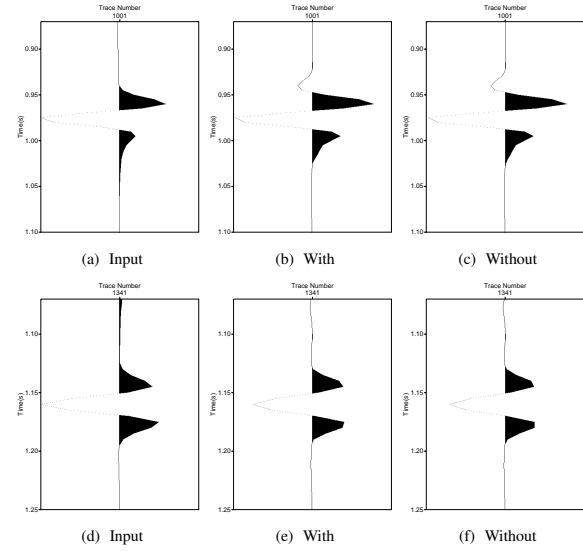 Trace Number
1001
0.90
0.95
1.00
1.05
1.10
Time(s)
(a) Input
Trace Number
1001
0.90
0.95
1.00
1.05
1.10
Time(s)
(b) With
Trace Number
1001
0.90
0.95
1.00
1.05
1.10
Time(s)
(c) Without
Trace Number
1341
1.10
1.15
1.20
1.25
Time(s)
(d) Input
Trace Number
1341
1.10
1.15
1.20
1.25
Time(s)
(e) With
Trace Number
1341
1.10
1.15
1.20
1.25
Time(s)
(f) Without